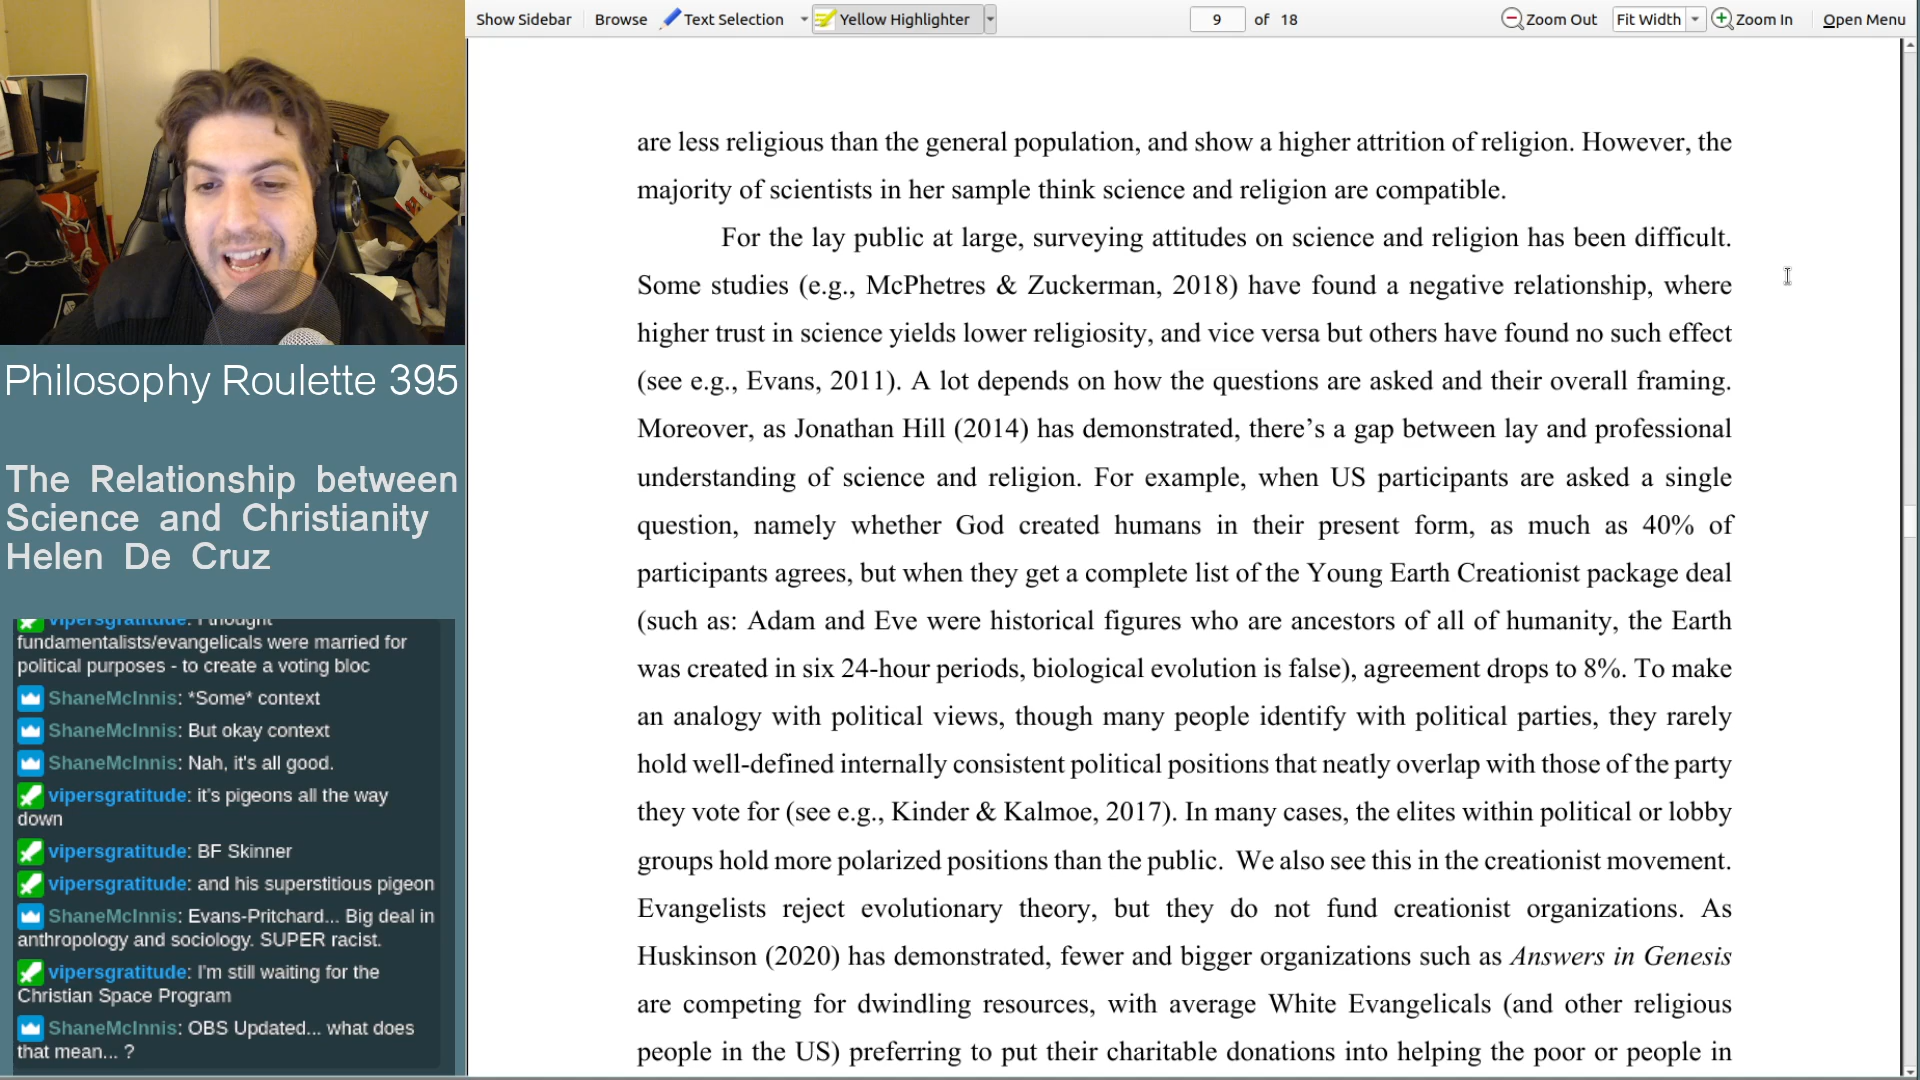 Show Sidebar Browse Text Selection Yellow Highlighter 9 of 18 Zoom Out Fit Width Zoom In Open Menu
Philosophy Roulette 395
The Relationship between
Science and Christianity
Helen De Cruz
vipersgratitude: I thought
fundamentalists/evangelicals were married for
political purposes - to create a voting bloc
ShaneMcInnis: *Some* context
ShaneMcInnis: But okay context
ShaneMcInnis: Nah, it's all good.
vipersgratitude: it's pigeons all the way
down
vipersgratitude: BF Skinner
vipersgratitude: and his superstitious pigeon
ShaneMcInnis: Evans-Pritchard... Big deal in
anthropology and sociology. SUPER racist.
vipersgratitude: I'm still waiting for the
Christian Space Program
ShaneMcInnis: OBS Updated... what does
that mean... ?
are less religious than the general population, and show a higher attrition of religion. However, the
majority of scientists in her sample think science and religion are compatible.
For the lay public at large, surveying attitudes on science and religion has been difficult.
Some studies (e.g., McPhetres & Zuckerman, 2018) have found a negative relationship, where
higher trust in science yields lower religiosity, and vice versa but others have found no such effect
(see e.g., Evans, 2011). A lot depends on how the questions are asked and their overall framing.
Moreover, as Jonathan Hill (2014) has demonstrated, there’s a gap between lay and professional
understanding of science and religion. For example, when US participants are asked a single
question, namely whether God created humans in their present form, as much as 40% of
participants agrees, but when they get a complete list of the Young Earth Creationist package deal
(such as: Adam and Eve were historical figures who are ancestors of all of humanity, the Earth
was created in six 24-hour periods, biological evolution is false), agreement drops to 8%. To make
an analogy with political views, though many people identify with political parties, they rarely
hold well-defined internally consistent political positions that neatly overlap with those of the party
they vote for (see e.g., Kinder & Kalmoe, 2017). In many cases, the elites within political or lobby
groups hold more polarized positions than the public. We also see this in the creationist movement.
Evangelists reject evolutionary theory, but they do not fund creationist organizations. As
Huskinson (2020) has demonstrated, fewer and bigger organizations such as Answers in Genesis
are competing for dwindling resources, with average White Evangelicals (and other religious
people in the US) preferring to put their charitable donations into helping the poor or people in